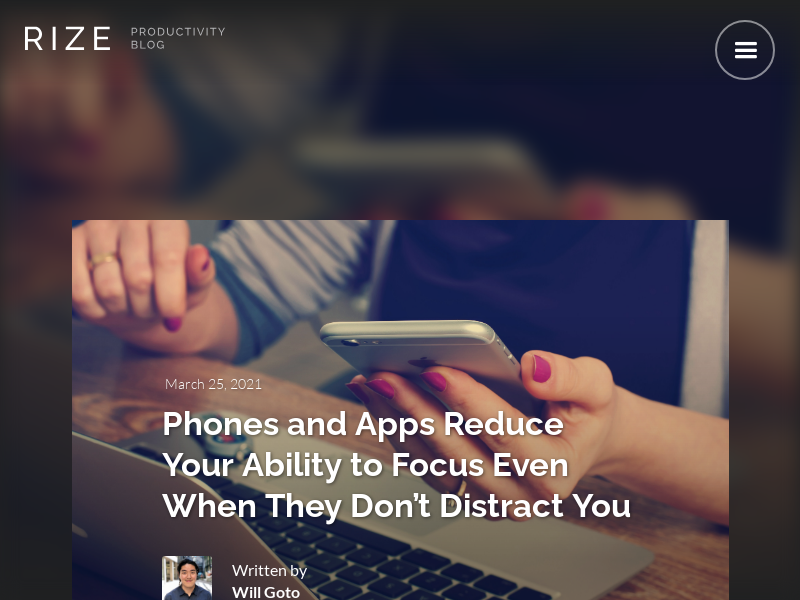 RIZE
PRODUCTIVITY
BLOG
March 25, 2021
Phones and Apps Reduce
Your Ability to Focus Even
When They Don’t Distract You
Written by
Will Goto